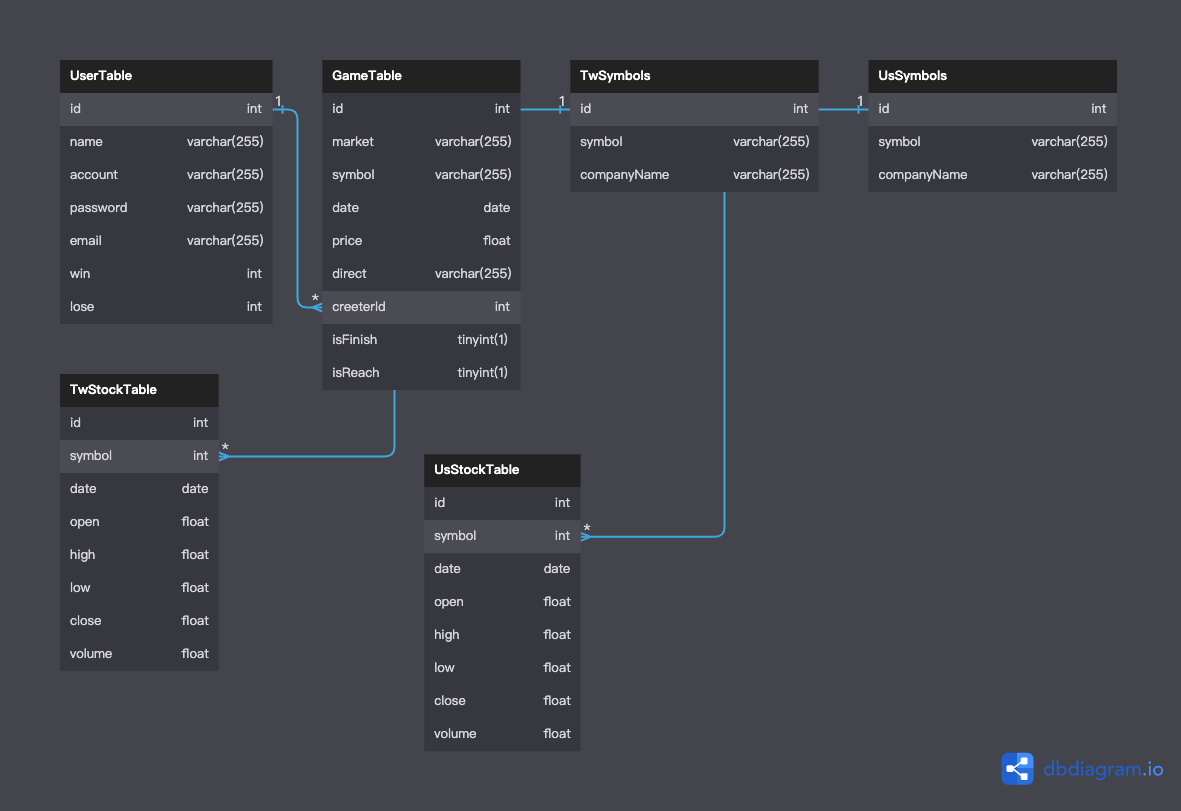 UserTable
id int
name varchar(255)
account varchar(255)
password varchar(255)
email varchar(255)
win int
lose int
1
*
GameTable
id int
market varchar(255)
symbol varchar(255)
date date
price float
direct varchar(255)
creeterId int
isFinish tinyint(1)
isReach tinyint(1)
1
TwSymbols
id int
symbol varchar(255)
companyName varchar(255)
1
UsSymbols
id int
symbol varchar(255)
companyName varchar(255)
TwStockTable
id int
symbol int
*
date date
open float
high float
low float
close float
volume float
UsStockTable
id int
symbol int
*
date date
open float
high float
low float
close float
volume float
dbdiagram.io